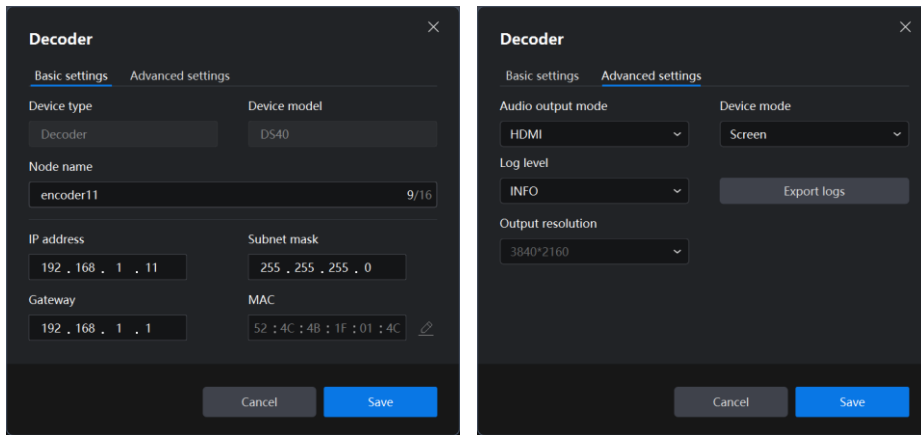 Decoder
Basic settings Advanced settings
Device type Device model
Decoder DS40
Node name
encoder11 9/16
IP address Subnet mask
192 . 168 . 1 . 11 255 . 255 . 255 . 0
Gateway MAC
192 . 168 . 1 . 1 52 : 4C : 4B : 1F : 01 : 4C
Cancel Save
Decoder
Basic settings Advanced settings
Audio output mode Device mode
HDMI Screen
Log level
INFO Export logs
Output resolution
3840*2160
Cancel Save